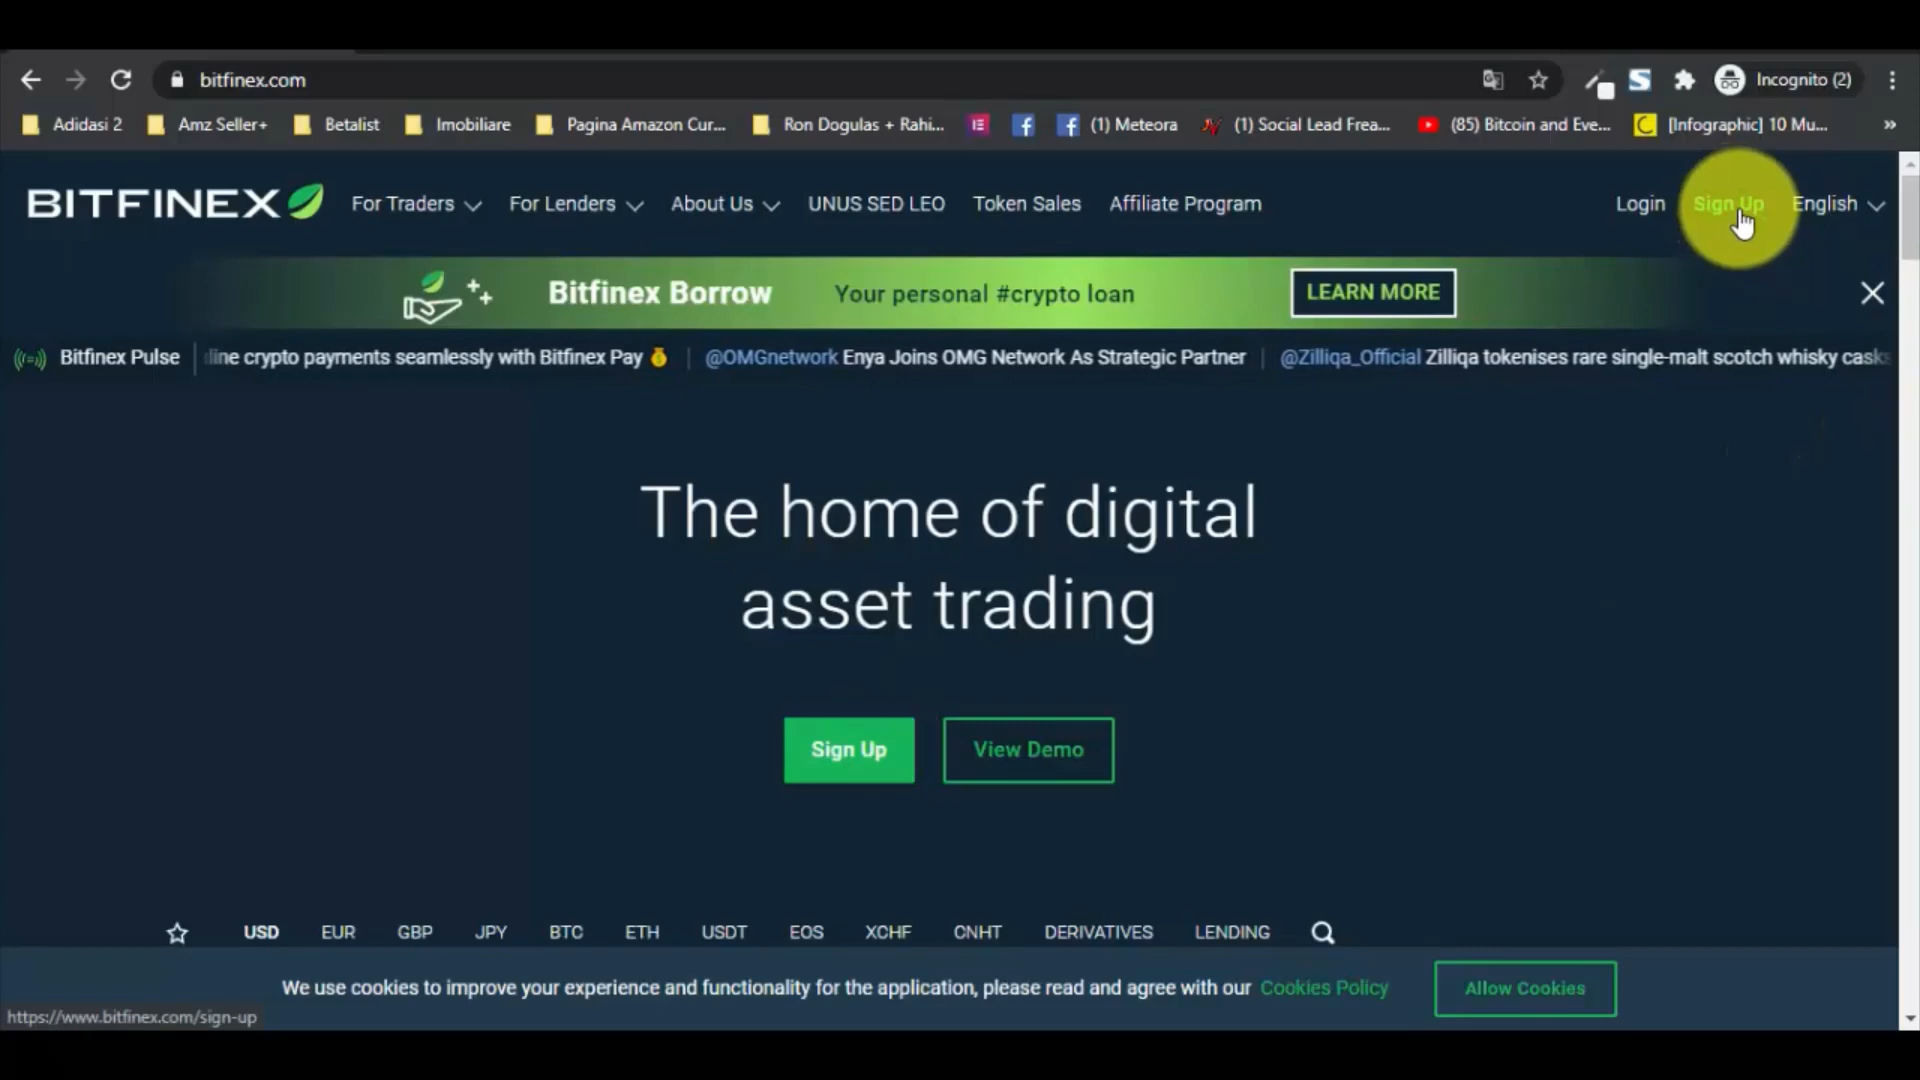 bitfinex.com
Incognito (2)
Adidasi 2
Amz Seller+
Betalist
Imobiliare
Pagina Amazon Cur...
Ron Dogulas + Rahi...
(1) Meteora
(1) Social Lead Frea...
(85) Bitcoin and Eve...
[Infographic] 10 Mu...
»
BITFINEX
For Traders
For Lenders
About Us
UNUS SED LEO
Token Sales
Affiliate Program
Login
Sign Up
English
Bitfinex Borrow
Your personal #crypto loan
LEARN MORE
Bitfinex Pulse
line crypto payments seamlessly with Bitfinex Pay
@OMGnetwork Enya Joins OMG Network As Strategic Partner
@Zilliqa_Official Zilliqa tokenises rare single-malt scotch whisky casks
The home of digital
asset trading
Sign Up
View Demo
USD
EUR
GBP
JPY
BTC
ETH
USDT
EOS
XCHF
CNHT
DERIVATIVES
LENDING
We use cookies to improve your experience and functionality for the application, please read and agree with our Cookies Policy
Allow Cookies
https://www.bitfinex.com/sign-up